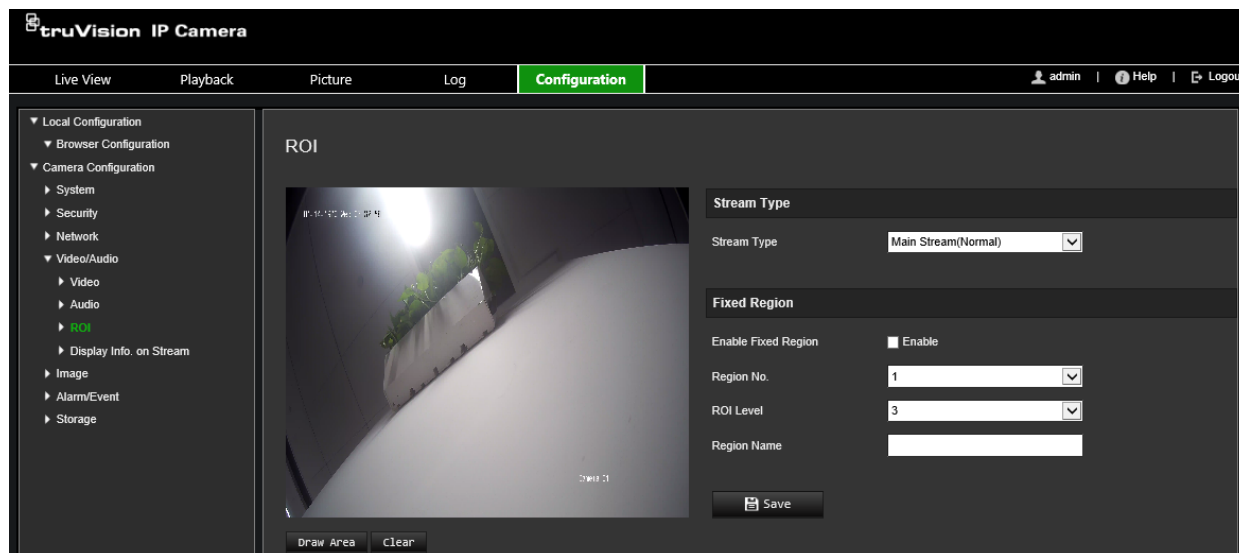 truVision IP Camera
Live View Playback Picture Log Configuration admin | Help | Logou
Local Configuration
Browser Configuration
Camera Configuration
System
Security
Network
Video/Audio
Video
Audio
ROI
Display Info. on Stream
Image
Alarm/Event
Storage
ROI
Camera 01
Draw Area Clear
Stream Type
Stream Type Main Stream(Normal)
Fixed Region
Enable Fixed Region Enable
Region No. 1
ROI Level 3
Region Name
Save